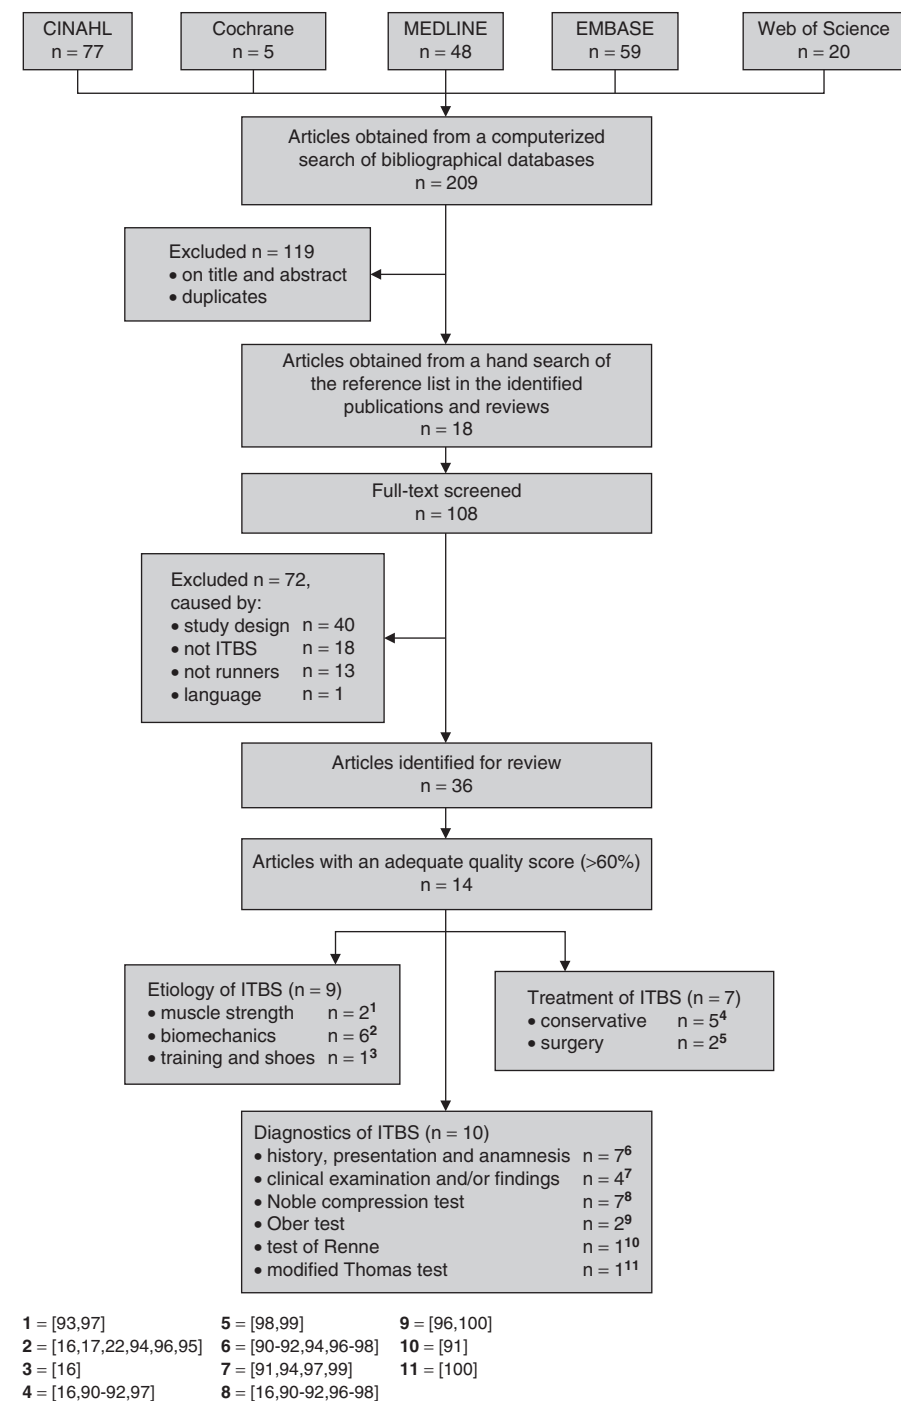 CINAHL
n = 77
Cochrane
n = 5
MEDLINE
n = 48
EMBASE
n = 59
Web of Science
n = 20
Articles obtained from a computerized
search of bibliographical databases
n = 209
Excluded n = 119
• on title and abstract
• duplicates
Articles obtained from a hand search of
the reference list in the identified
publications and reviews
n = 18
Full-text screened
n = 108
Excluded n = 72,
caused by:
• study design n = 40
• not ITBS n = 18
• not runners n = 13
• language n = 1
Articles identified for review
n = 36
Articles with an adequate quality score (>60%)
n = 14
Etiology of ITBS (n = 9)
• muscle strength n = 2¹
• biomechanics n = 6²
• training and shoes n = 1³
Treatment of ITBS (n = 7)
• conservative n = 5⁴
• surgery n = 2⁵
Diagnostics of ITBS (n = 10)
• history, presentation and anamnesis n = 7⁶
• clinical examination and/or findings n = 4⁷
• Noble compression test n = 7⁸
• Ober test n = 2⁹
• test of Renne n = 1¹⁰
• modified Thomas test n = 1¹¹
1 = [93,97]
2 = [16,17,22,94,96,95]
3 = [16]
4 = [16,90-92,97]
5 = [98,99]
6 = [90-92,94,96-98]
7 = [91,94,97,99]
8 = [16,90-92,96-98]
9 = [96,100]
10 = [91]
11 = [100]